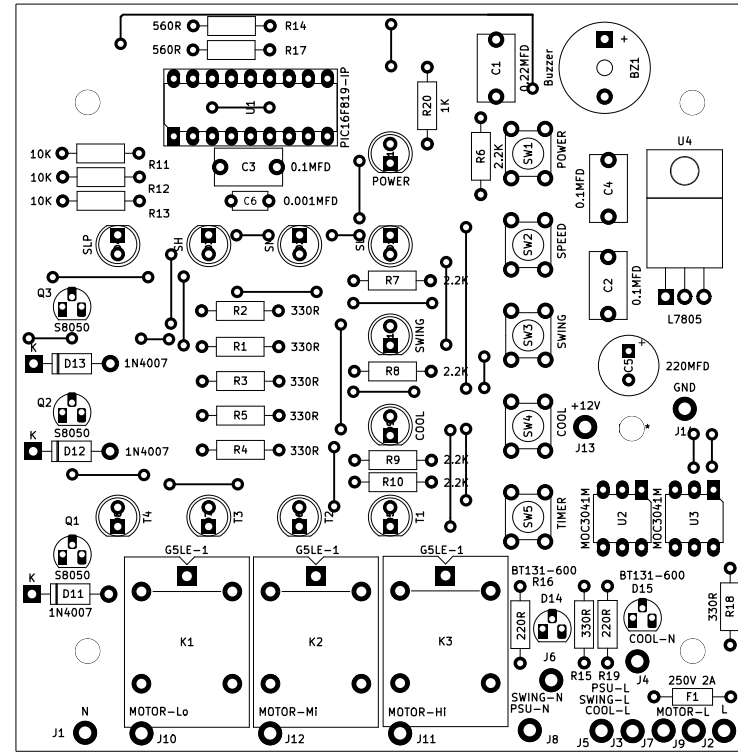 560R R14
560R R17
C1
0.22MFD
Buzzer
+
BZ1
U1
PIC16F819-IP
R20
1K
R6
2.2K
SW1
POWER
U4
10K R11
10K R12
10K R13
C3 0.1MFD
C6 0.001MFD
POWER
C4
0.1MFD
SLP
SH
SW2
SPEED
C2
0.1MFD
Q3
S8050
R7 2.2K
R2 330R
L7805
K D13 1N4007
R1 330R
SWING
SW3
SWING
+
C5
220MFD
R3 330R
R8 2.2K
GND
Q2
S8050
R5 330R
COOL
SW4
COOL
+12V
J13
*
K D12 1N4007
R4 330R
R9 2.2K
R10
T4
T3
T2
T1
SW5
TIMER
MOC3041M
U2
MOC3041M
U3
Q1
S8050
G5LE-1
G5LE-1
G5LE-1
K D11
1N4007
K1
K2
K3
BT131-600
R16
D14
220R
330R
220R
BT131-600
D15
COOL-N
330R
R18
J6
R15
R19
J4
SWING-N
PSU-N
PSU-L
SWING-L
COOL-L
250V 2A
F1
MOTOR-L L
N
MOTOR-Lo
MOTOR-Mi
MOTOR-Hi
J1
J10
J12
J11
J8
J5
J3
J7
J9
J2